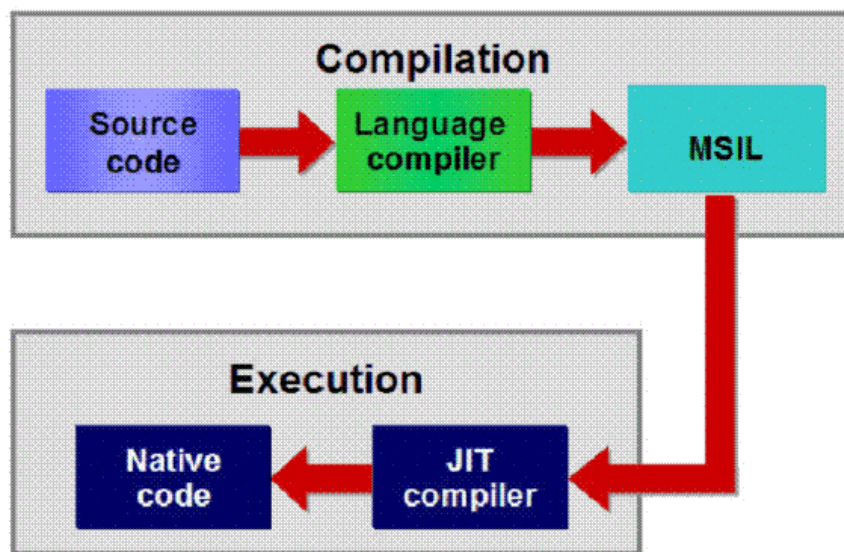 Compilation
Source
code
Language
compiler
MSIL
Execution
Native
code
JIT
compiler